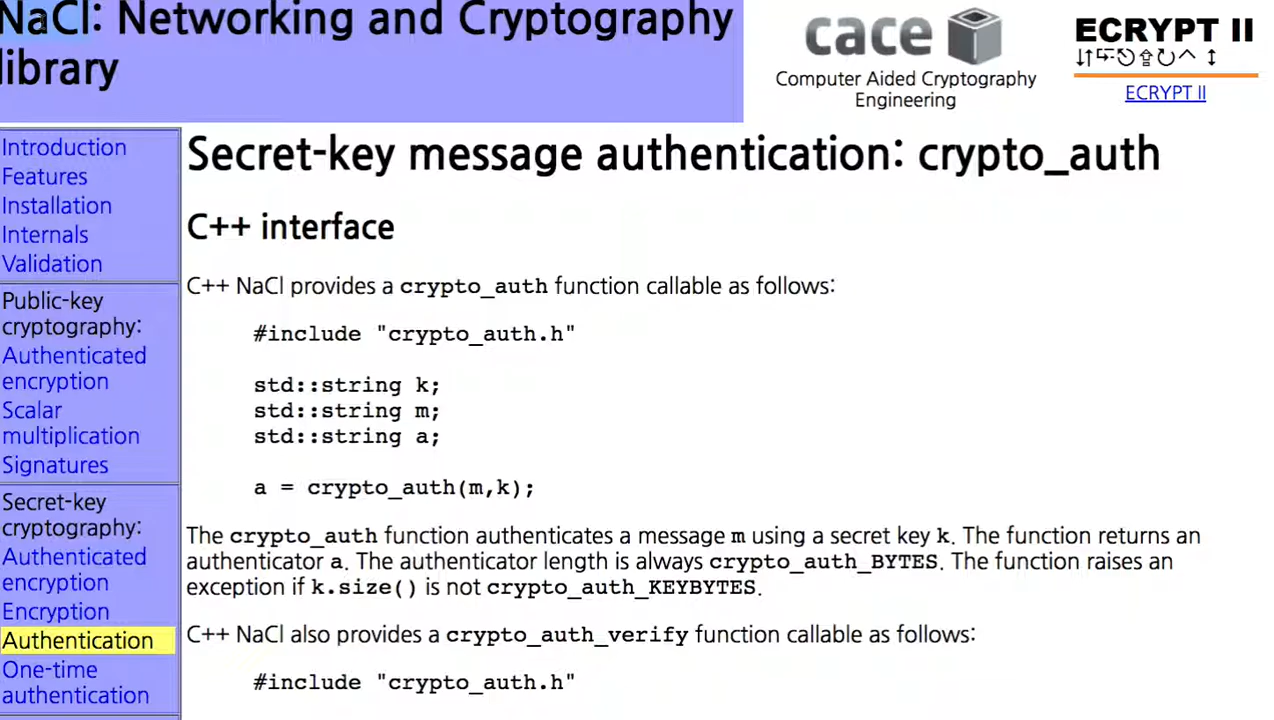 NaCl: Networking and Cryptography
library
cace
Computer Aided Cryptography
Engineering
ECRYPT II
ECRYPT II
Introduction
Features
Installation
Internals
Validation
Public-key
cryptography:
Authenticated
encryption
Scalar
multiplication
Signatures
Secret-key
cryptography:
Authenticated
encryption
Encryption
Authentication
One-time
authentication
Secret-key message authentication: crypto_auth
C++ interface
C++ NaCl provides a crypto_auth function callable as follows:
#include "crypto_auth.h"
std::string k;
std::string m;
std::string a;
a = crypto_auth(m,k);
The crypto_auth function authenticates a message m using a secret key k. The function returns an
authenticator a. The authenticator length is always crypto_auth_BYTES. The function raises an
exception if k.size() is not crypto_auth_KEYBYTES.
C++ NaCl also provides a crypto_auth_verify function callable as follows:
#include "crypto_auth.h"